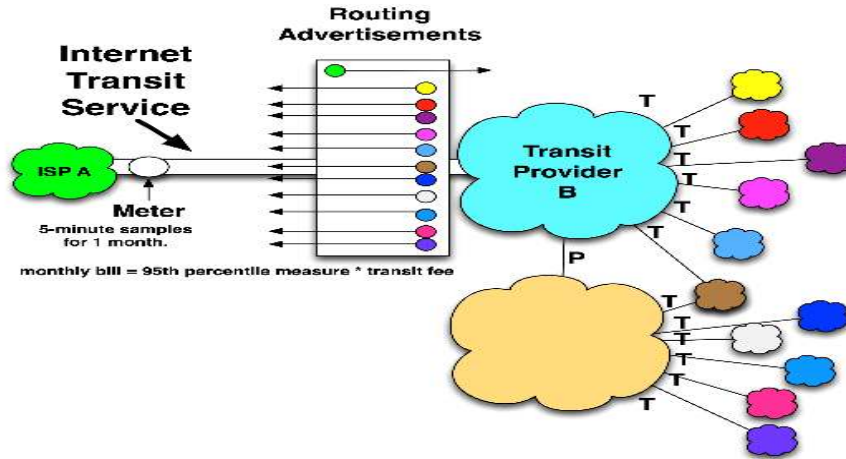 Routing
Advertisements
Internet
Transit
Service
ISP A
Meter
5-minute samples
for 1 month.
monthly bill = 95th percentile measure * transit fee
Transit
Provider
B
T
T
T
T
T
T
P
T
T
T
T
T
T